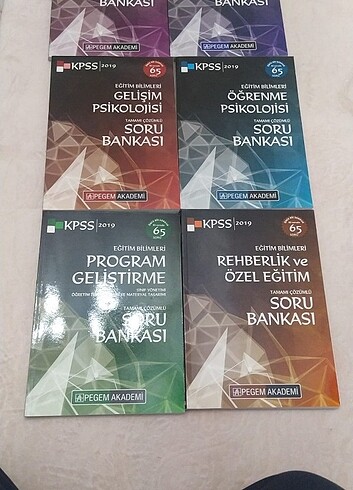 BANKASI
PEGEM AKADEMİ
BANKASI
PEGEM AKADEMİ
KPSS 2019
65
EĞİTİM BİLİMLERİ
GELİŞİM
PSİKOLOJİSİ
TAMAMI ÇÖZÜMLÜ
SORU
BANKASI
PEGEM AKADEMİ
KPSS 2019
65
EĞİTİM BİLİMLERİ
ÖĞRENME
PSİKOLOJİSİ
TAMAMI ÇÖZÜMLÜ
SORU
BANKASI
PEGEM AKADEMİ
KPSS 2019
65
EĞİTİM BİLİMLERİ
PROGRAM
GELİŞTİRME
SINIF YÖNETİMİ
ÖĞRETİM VE MATERYAL TASARIMI
TAMAMI ÇÖZÜMLÜ
SORU
BANKASI
PEGEM AKADEMİ
KPSS 2019
65
EĞİTİM BİLİMLERİ
REHBERLİK ve
ÖZEL EĞİTİM
TAMAMI ÇÖZÜMLÜ
SORU
BANKASI
PEGEM AKADEMİ